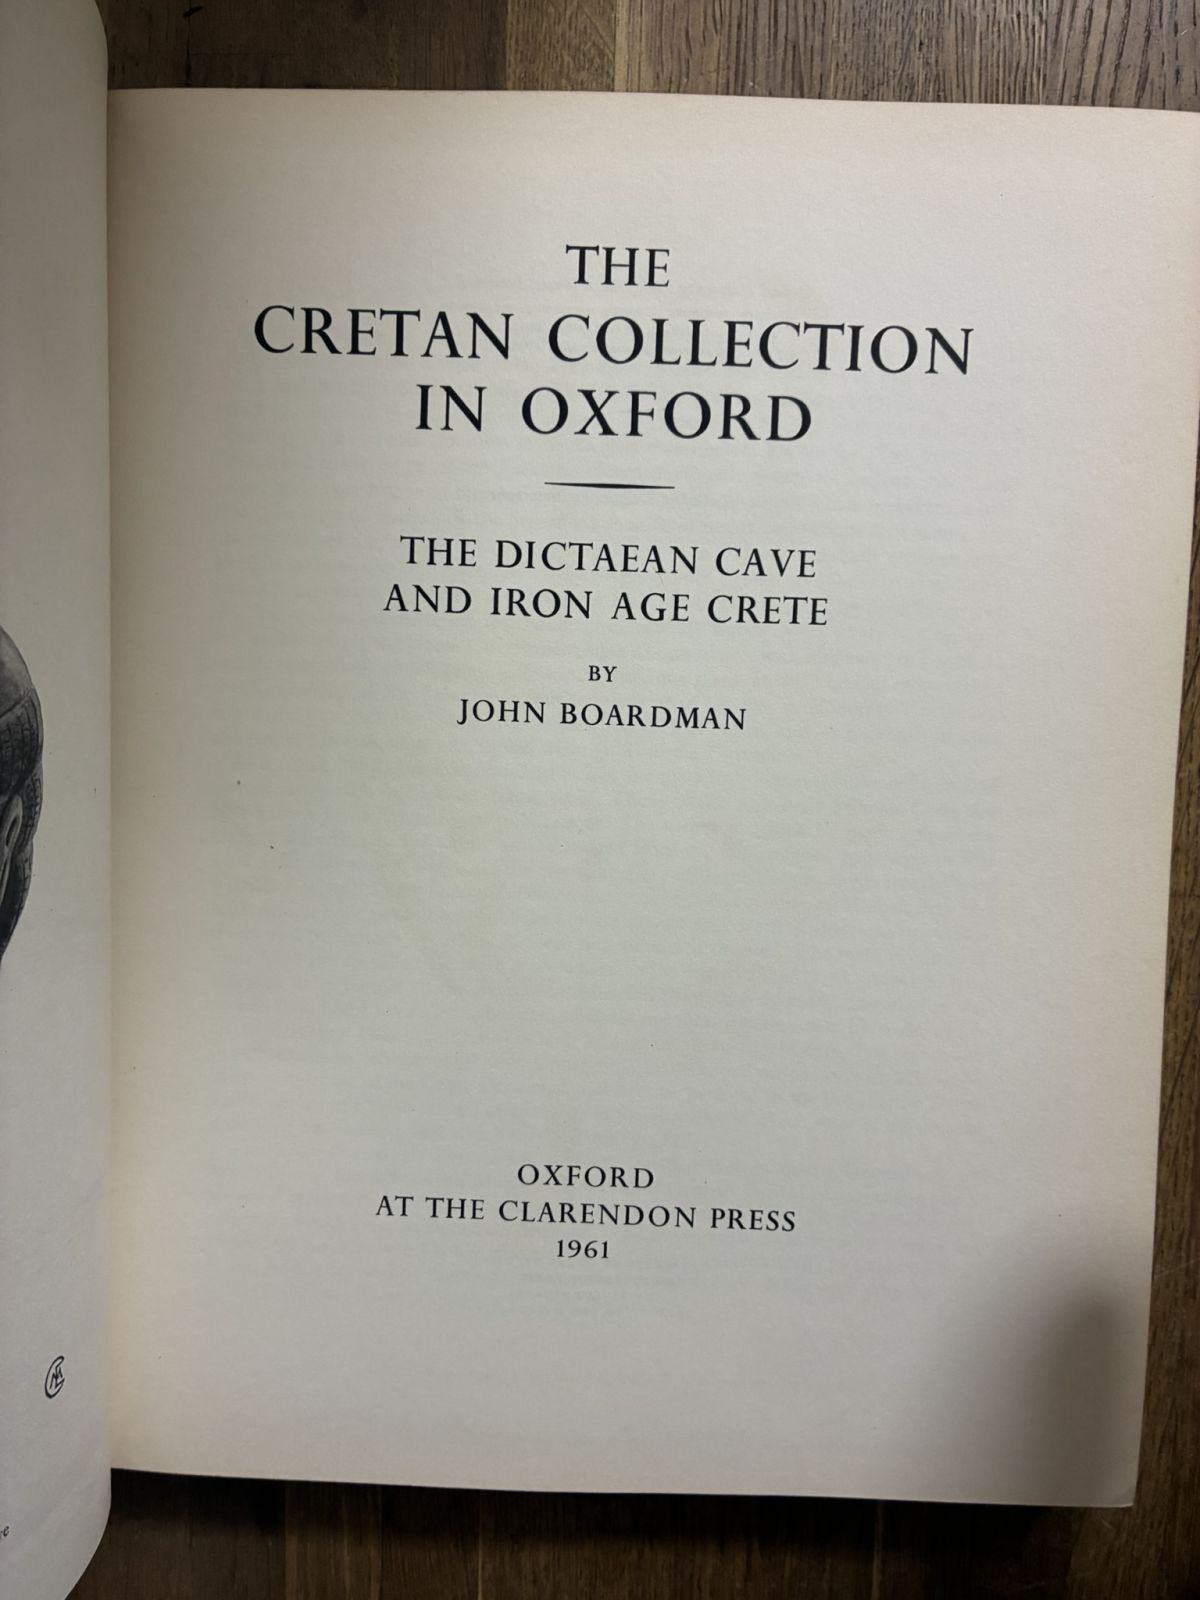 THE
CRETAN COLLECTION
IN OXFORD
THE DICTAEAN CAVE
AND IRON AGE CRETE
BY
JOHN BOARDMAN
OXFORD
AT THE CLARENDON PRESS
1961